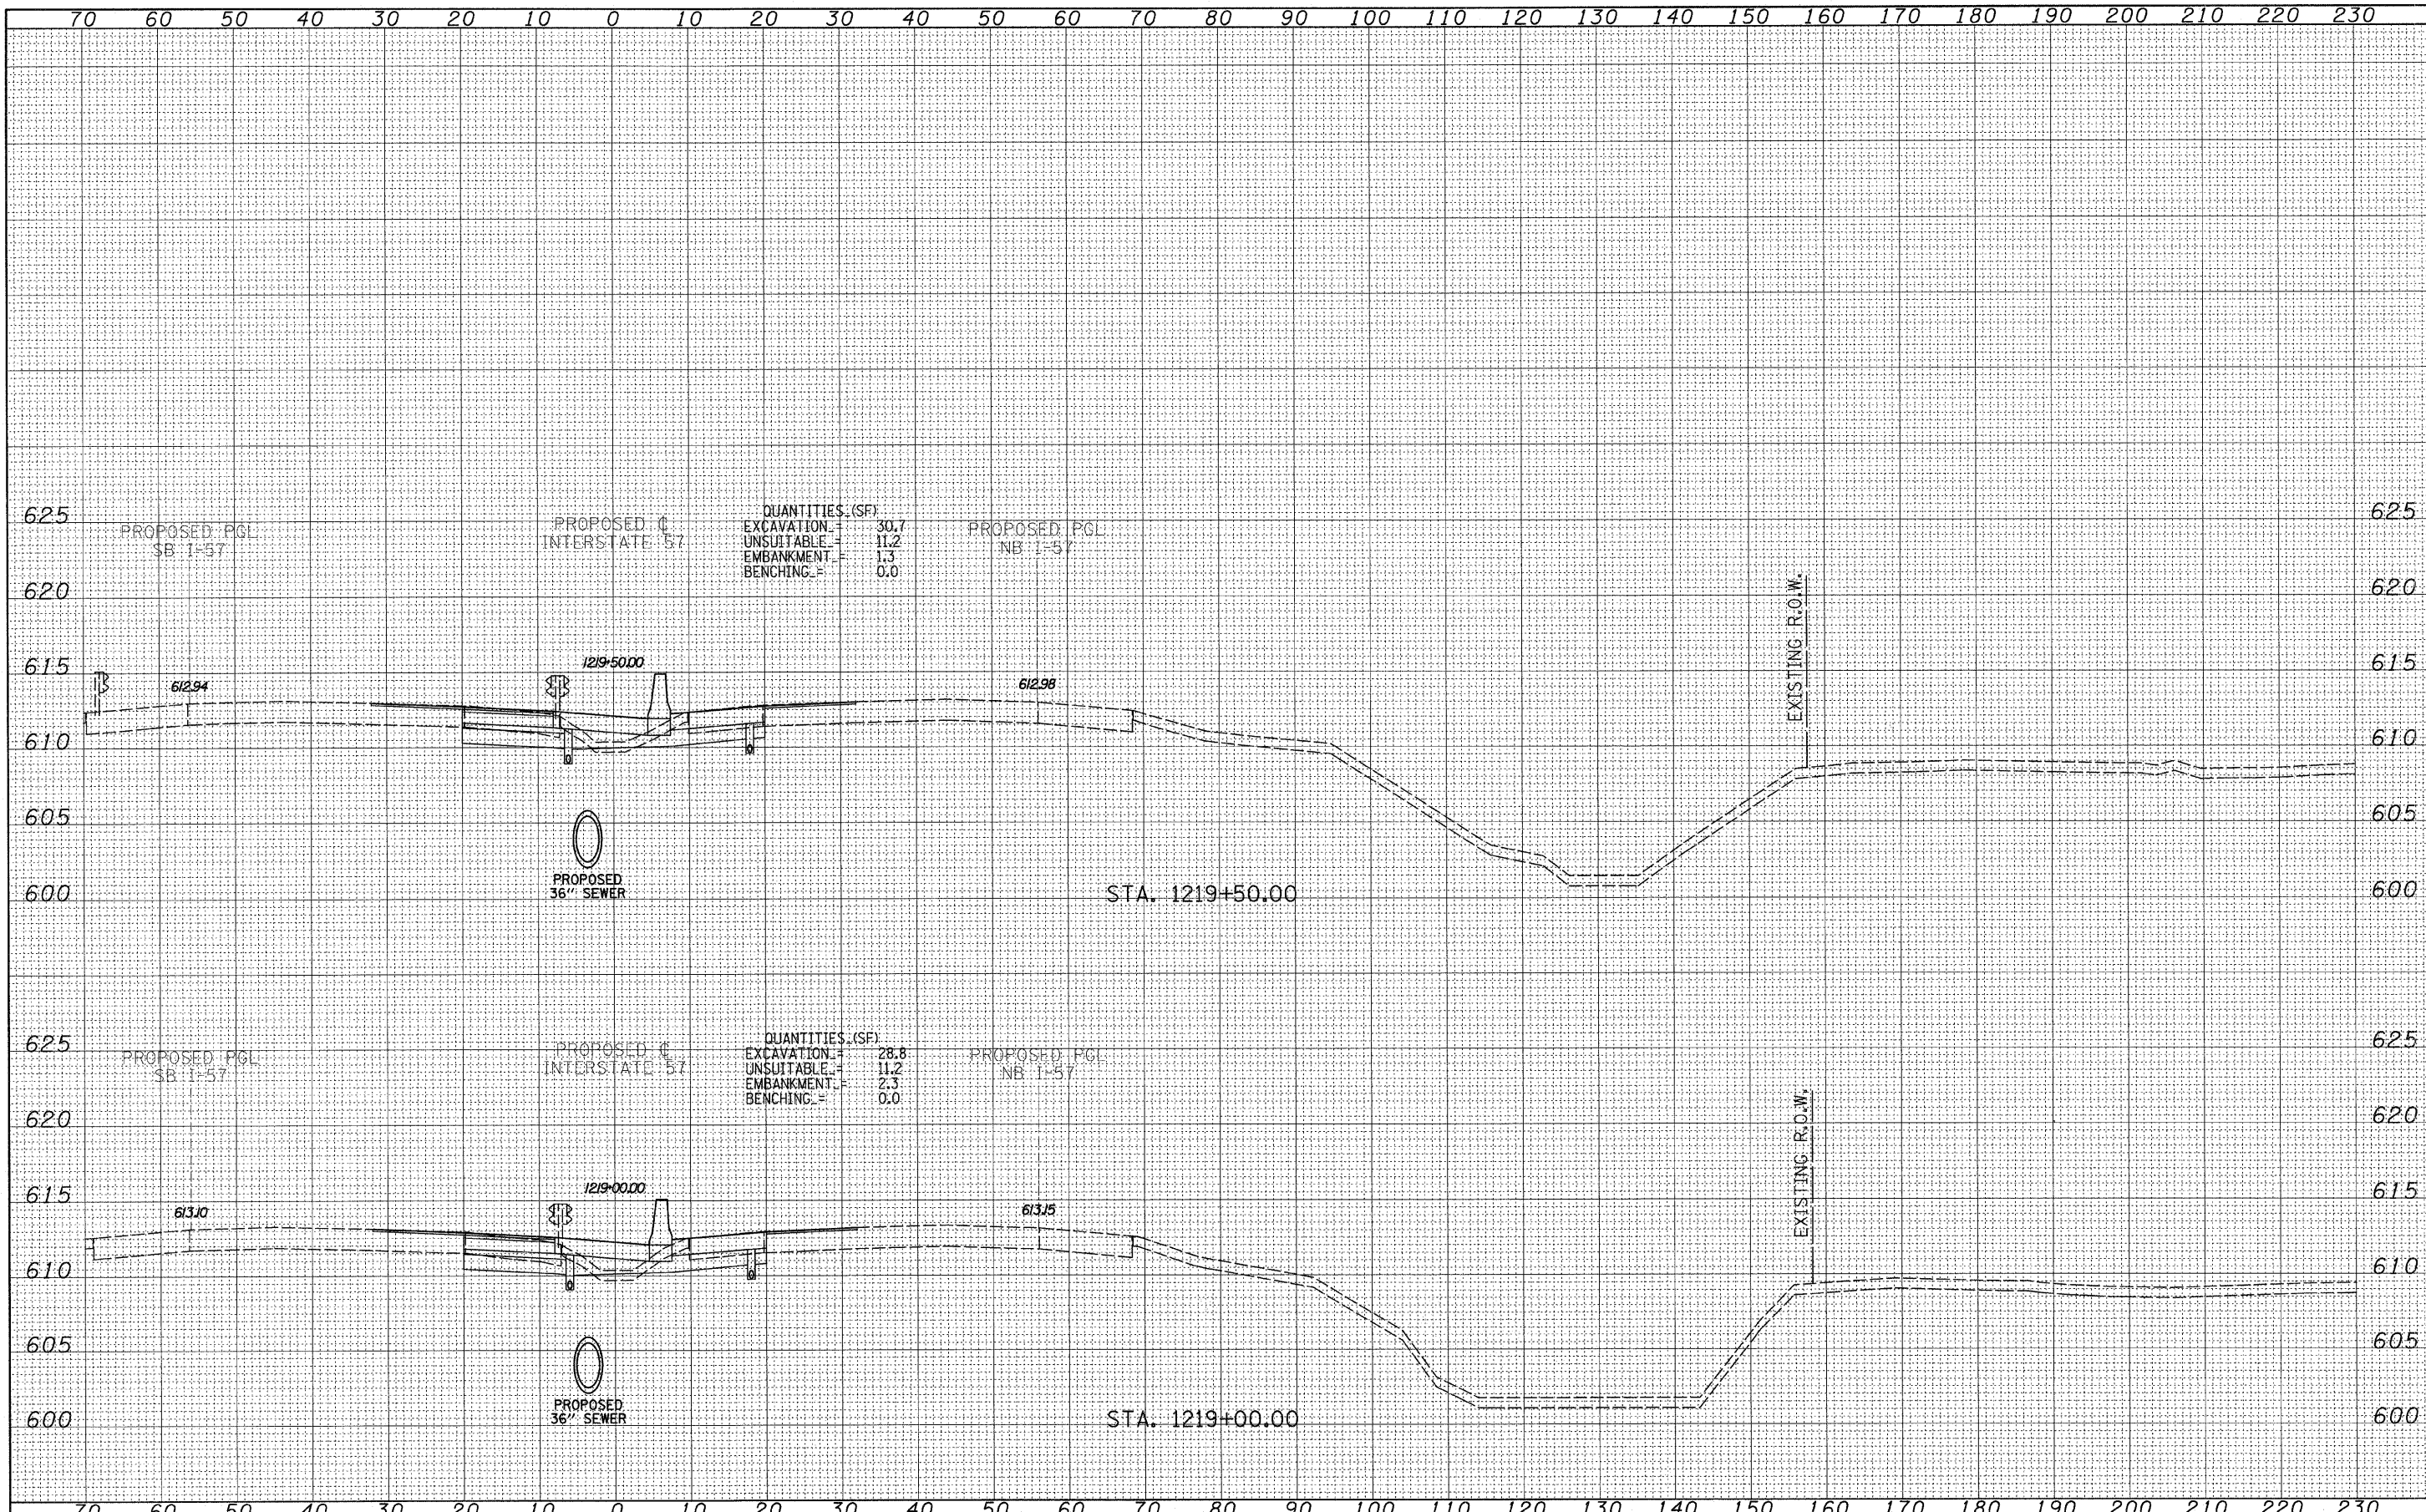 70 60 50 40 30 20 10 0 10 20 30 40 50 60 70 80 90 100 110 120 130 140 150 160 170 180 190 200 210 220 230
QUANTITIES (SF)
625 PROPOSED PGL PROPOSED ℄ EXCAVATION = 30.7 PROPOSED PGL 625
SB I-57 INTERSTATE 57 UNSUITABLE = 11.2 NB I-57
EMBANKMENT = 1.3
BENCHING = 0.0
620 620
EXISTING R.O.W.
615 1219+50.00 615
612.94 612.98
610 610
605 605
PROPOSED
36" SEWER
600 STA. 1219+50.00 600
QUANTITIES (SF)
625 PROPOSED PGL PROPOSED ℄ EXCAVATION = 28.8 PROPOSED PGL 625
SB I-57 INTERSTATE 57 UNSUITABLE = 11.2 NB I-57
EMBANKMENT = 2.3
BENCHING = 0.0
620 620
EXISTING R.O.W.
615 1219+00.00 615
613.10 613.15
610 610
605 605
PROPOSED
36" SEWER
600 STA. 1219+00.00 600
70 60 50 40 30 20 10 0 10 20 30 40 50 60 70 80 90 100 110 120 130 140 150 160 170 180 190 200 210 220 230